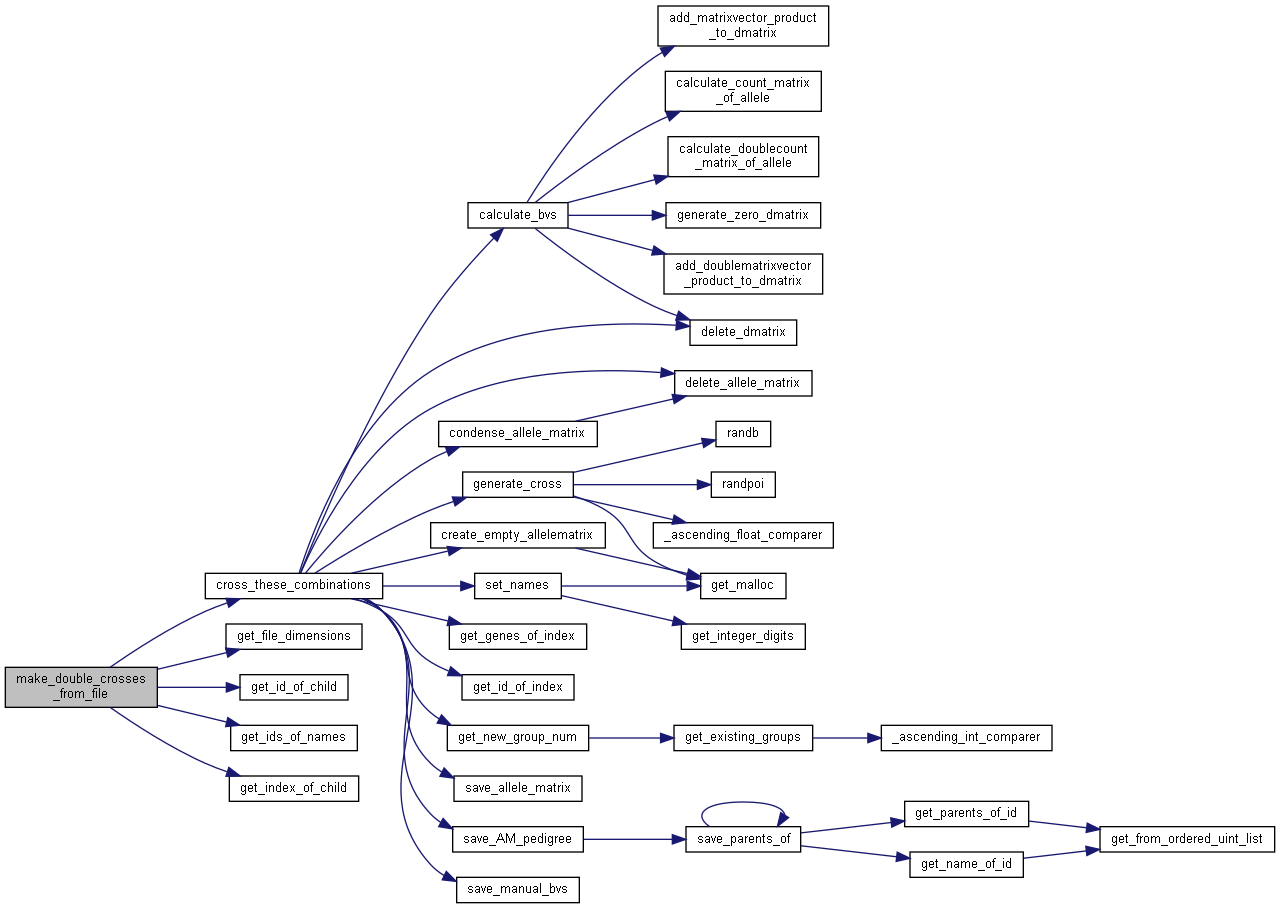 add_matrixvector_product
_to_dmatrix
calculate_count_matrix
_of_allele
calculate_doublecount
_matrix_of_allele
calculate_bvs
generate_zero_dmatrix
add_doublematrixvector
_product_to_dmatrix
delete_dmatrix
delete_allele_matrix
condense_allele_matrix
randb
generate_cross
randpoi
create_empty_allelematrix
_ascending_float_comparer
cross_these_combinations
set_names
get_malloc
get_file_dimensions
get_genes_of_index
get_integer_digits
make_double_crosses
_from_file
get_id_of_child
get_id_of_index
get_ids_of_names
get_new_group_num
get_existing_groups
_ascending_int_comparer
get_index_of_child
save_allele_matrix
get_parents_of_id
save_AM_pedigree
save_parents_of
get_from_ordered_uint_list
get_name_of_id
save_manual_bvs